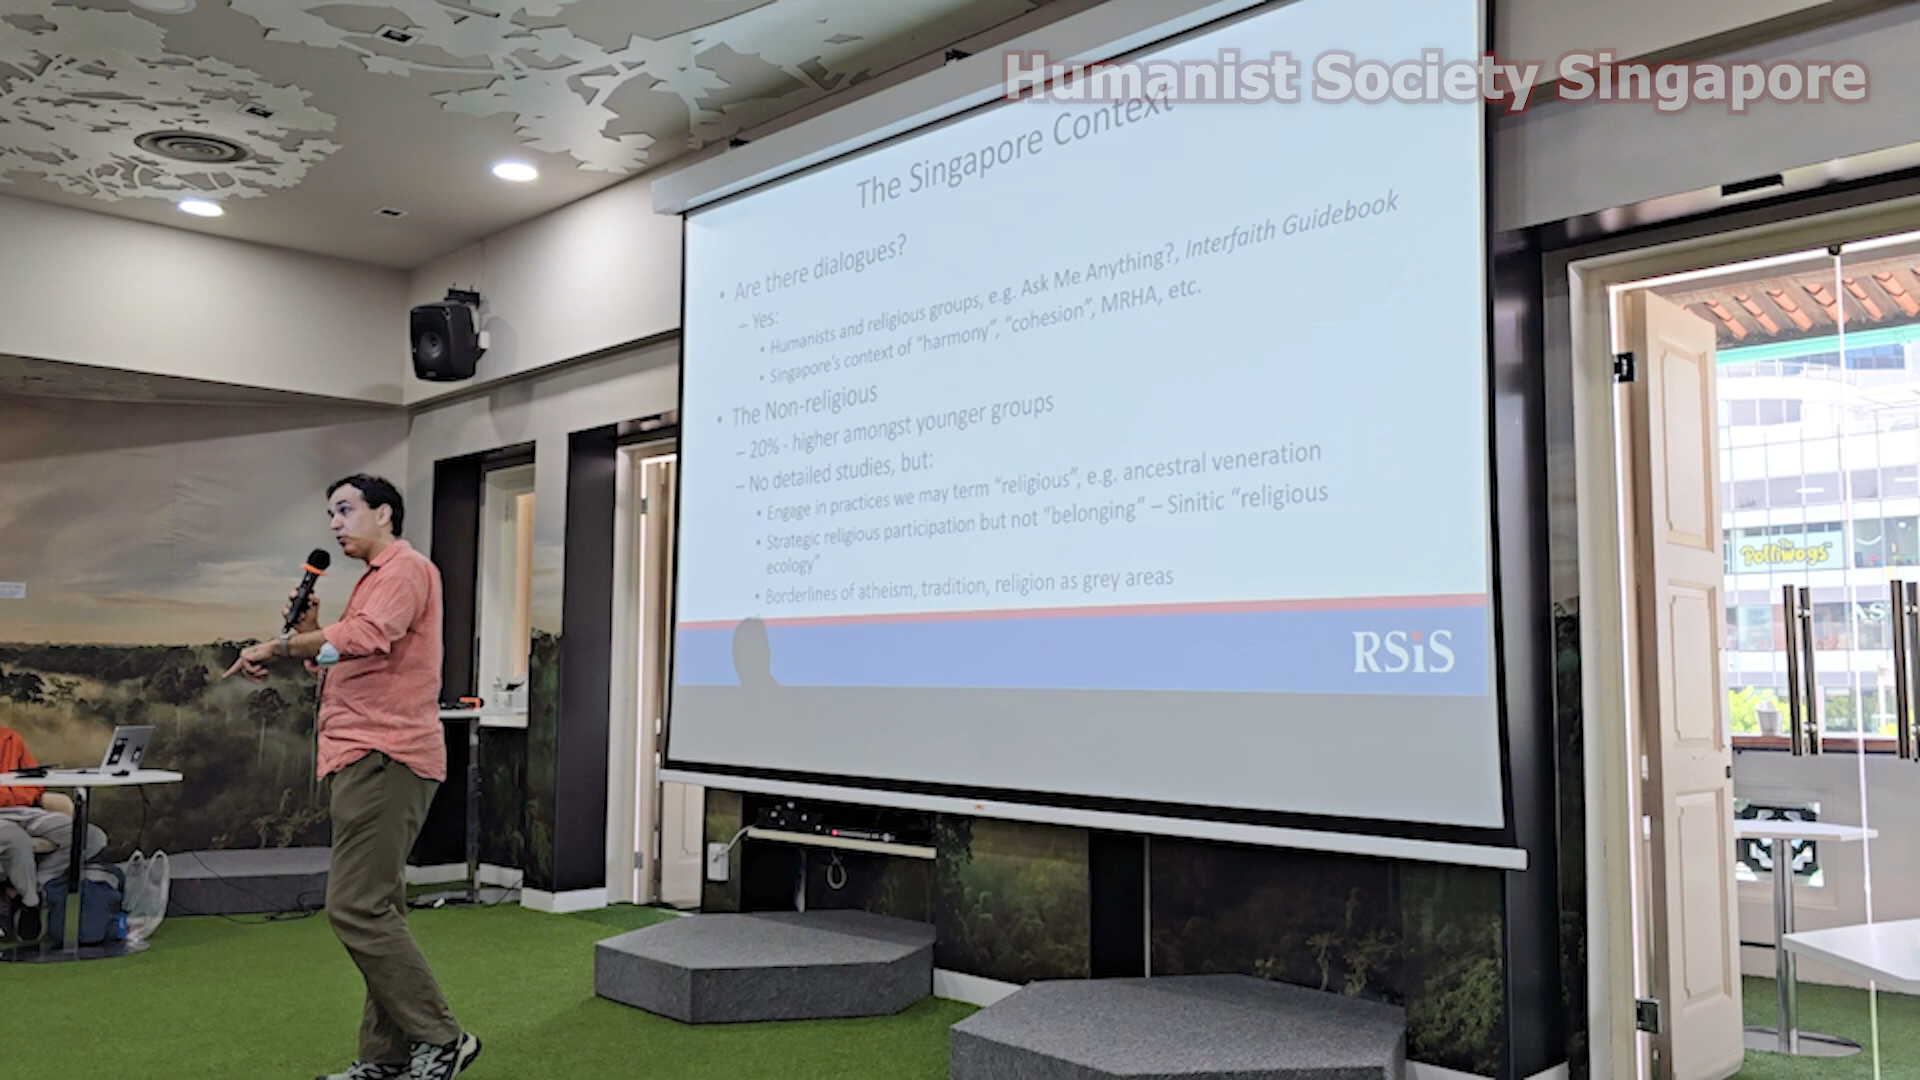 Humanist Society Singapore
The Singapore Context
• Are there dialogues?
– Yes:
• Humanists and religious groups, e.g. Ask Me Anything?, Interfaith Guidebook
• Singapore's context of "harmony", "cohesion", MRHA, etc.
• The Non-religious
– 20% - higher amongst younger groups
– No detailed studies, but:
• Engage in practices we may term "religious", e.g. ancestral veneration
• Strategic religious participation but not "belonging" – Sinitic "religious
ecology"
• Borderlines of atheism, tradition, religion as grey areas
RSiS
The
Polliwogs